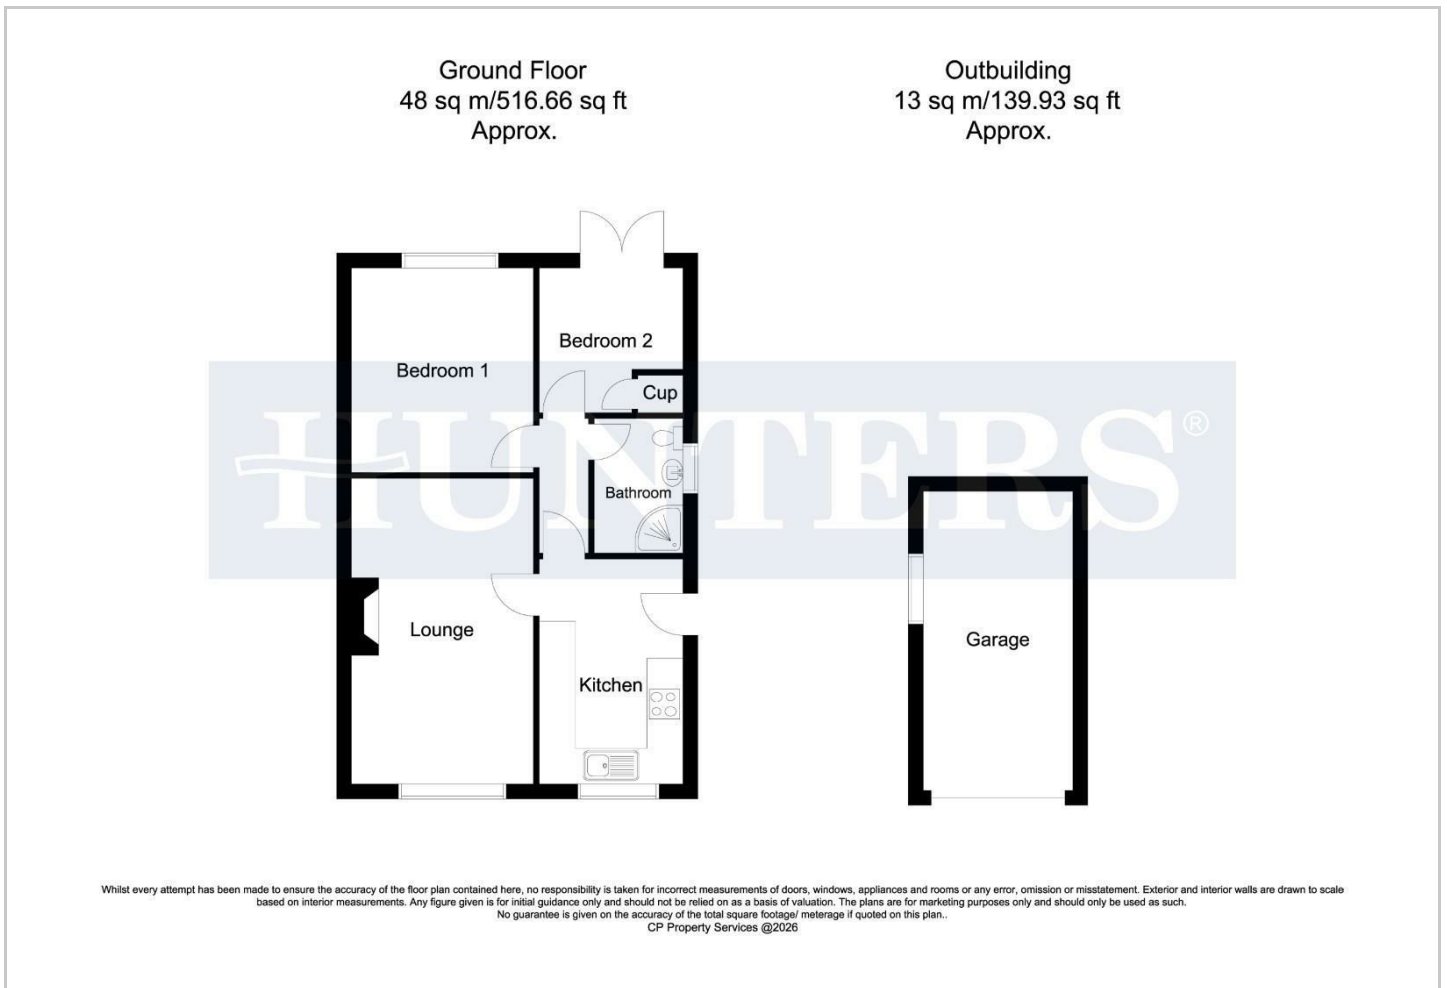 Ground Floor
48 sq m/516.66 sq ft
Approx.
Outbuilding
13 sq m/139.93 sq ft
Approx.
Bedroom 2
Bedroom 1
Cup
HUNTERS®
Bathroom
Lounge
Garage
Kitchen
Whilst every attempt has been made to ensure the accuracy of the floor plan contained here, no responsibility is taken for incorrect measurements of doors, windows, appliances and rooms or any error, omission or misstatement. Exterior and interior walls are drawn to scale
based on interior measurements. Any figure given is for initial guidance only and should not be relied on as a basis of valuation. The plans are for marketing purposes only and should only be used as such.
No guarantee is given on the accuracy of the total square footage/ meterage if quoted on this plan..
CP Property Services @2026